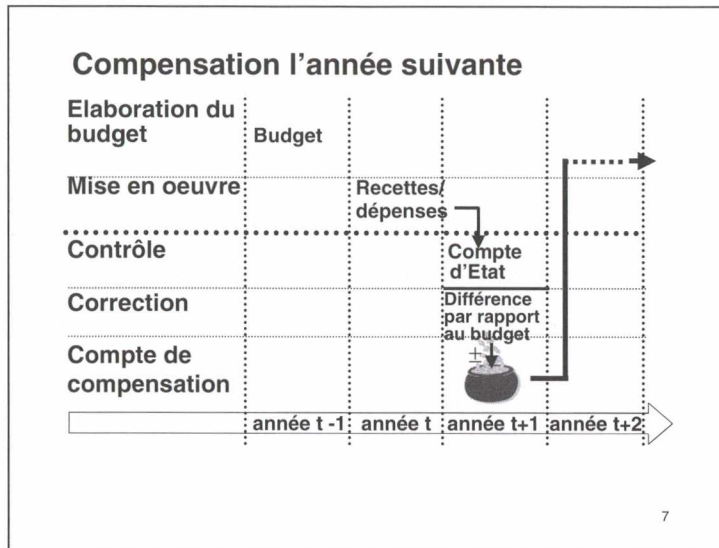 Compensation l'année suivante
Elaboration du
budget
Budget
Mise en oeuvre
Recettes/
dépenses
Contrôle
Compte
d'Etat
Correction
Différence
par rapport
au budget
Compte de
compensation
±
année t -1
année t
année t+1
année t+2
7